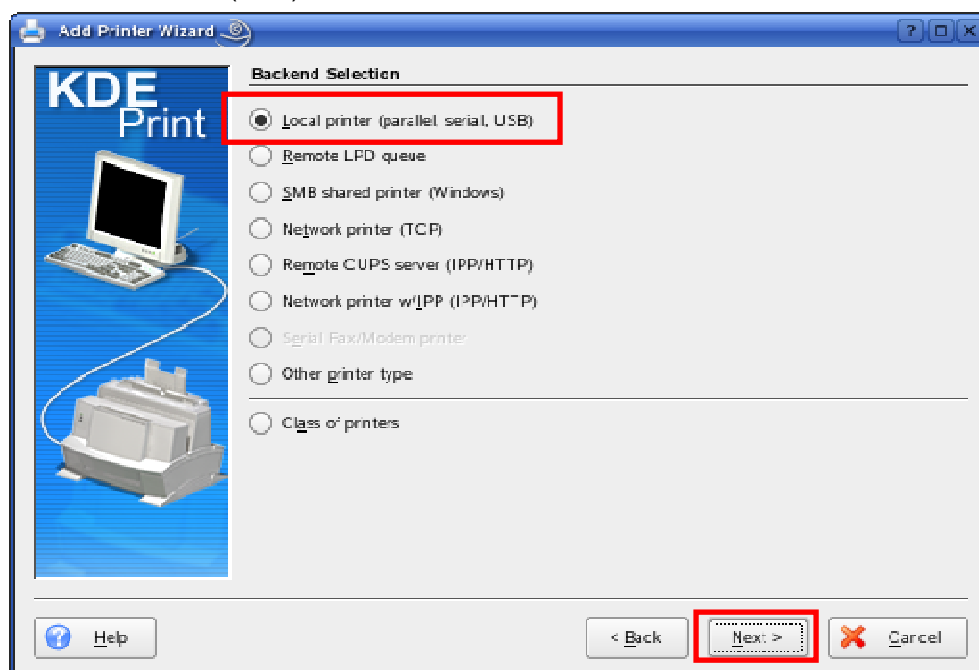 Add Printer Wizard
KDE
Print
Backend Selection
Local printer (parallel, serial, USB)
Remote LPD queue
SMB shared printer (Windows)
Network printer (TCP)
Remote CUPS server (IPP/HTTP)
Network printer w/IPP (IPP/HTTP)
Serial Fax/Modem printer
Other printer type
Class of printers
Help
< Back
Next >
Cancel